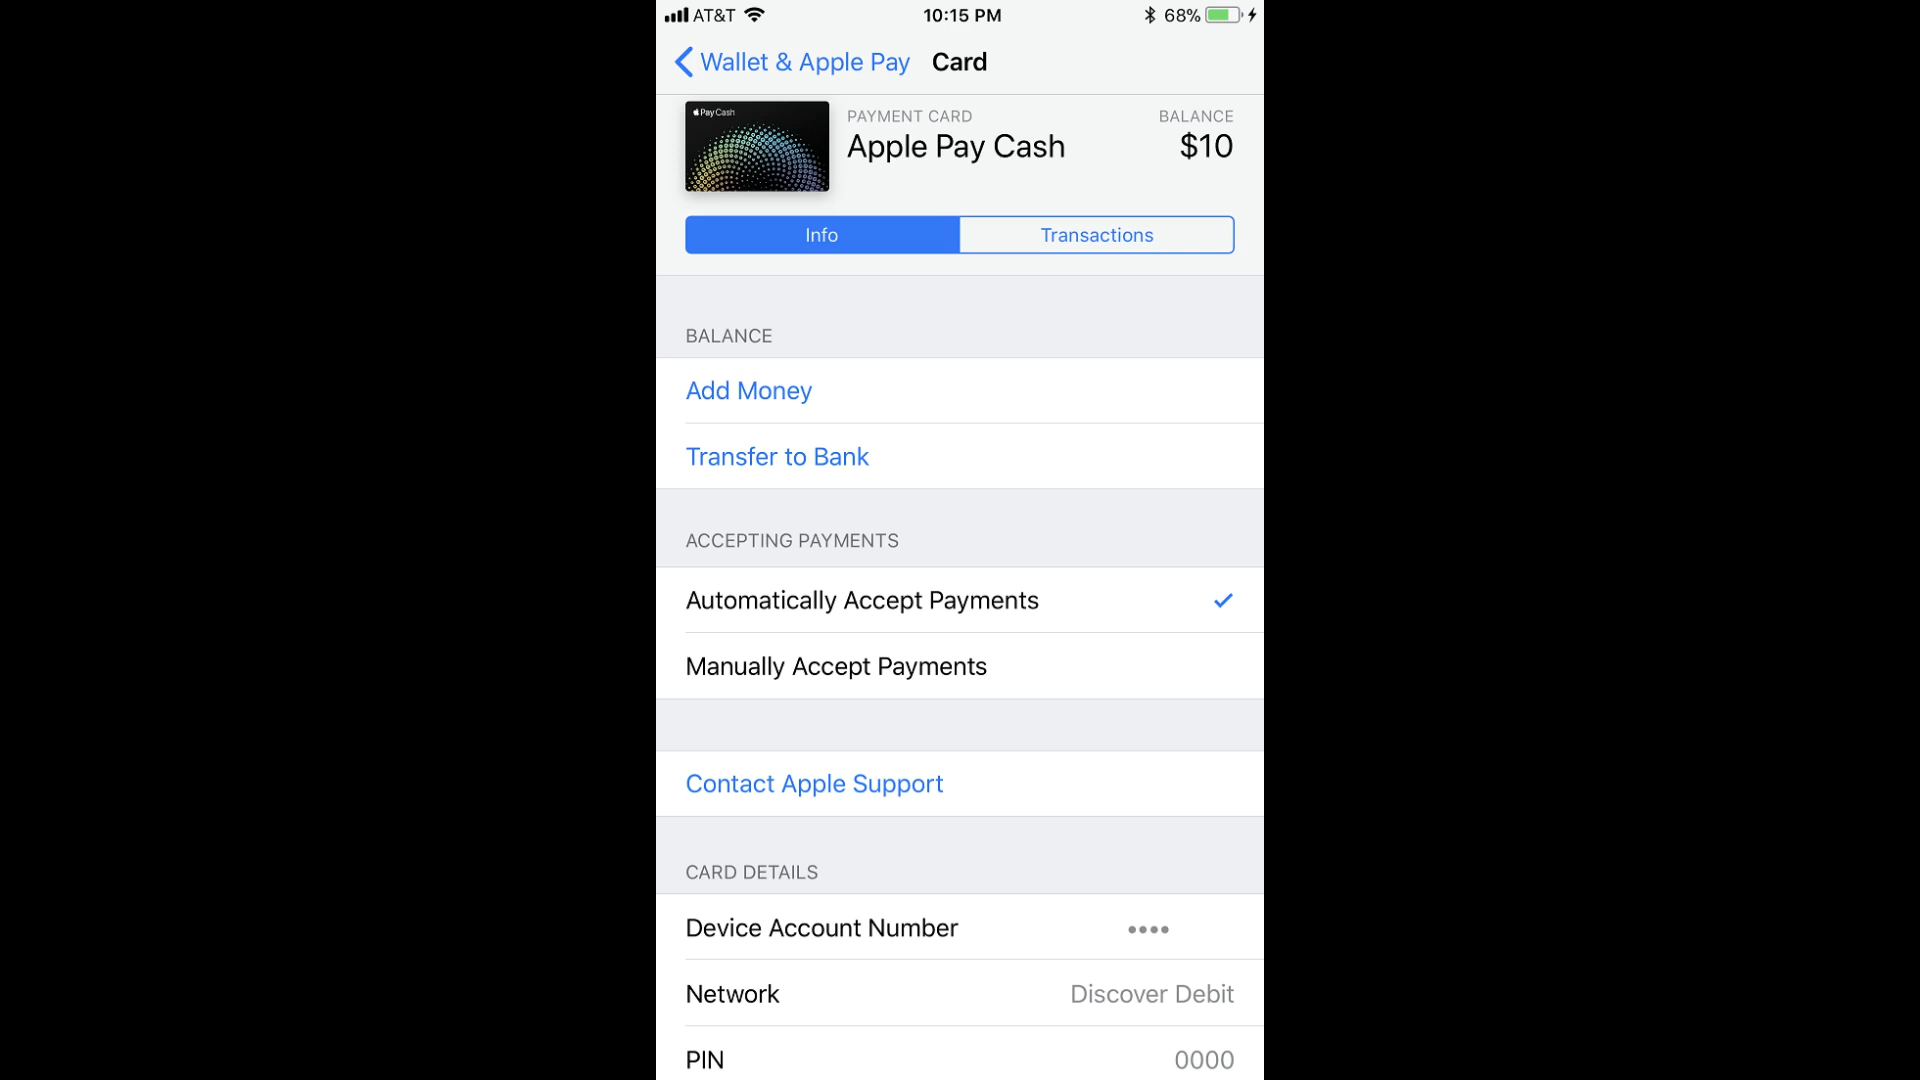 AT&T 10:15 PM 68%
Wallet & Apple Pay Card
Pay Cash
PAYMENT CARD BALANCE
Apple Pay Cash $10
Info Transactions
BALANCE
Add Money
Transfer to Bank
ACCEPTING PAYMENTS
Automatically Accept Payments
Manually Accept Payments
Contact Apple Support
CARD DETAILS
Device Account Number ••••
Network Discover Debit
PIN 0000